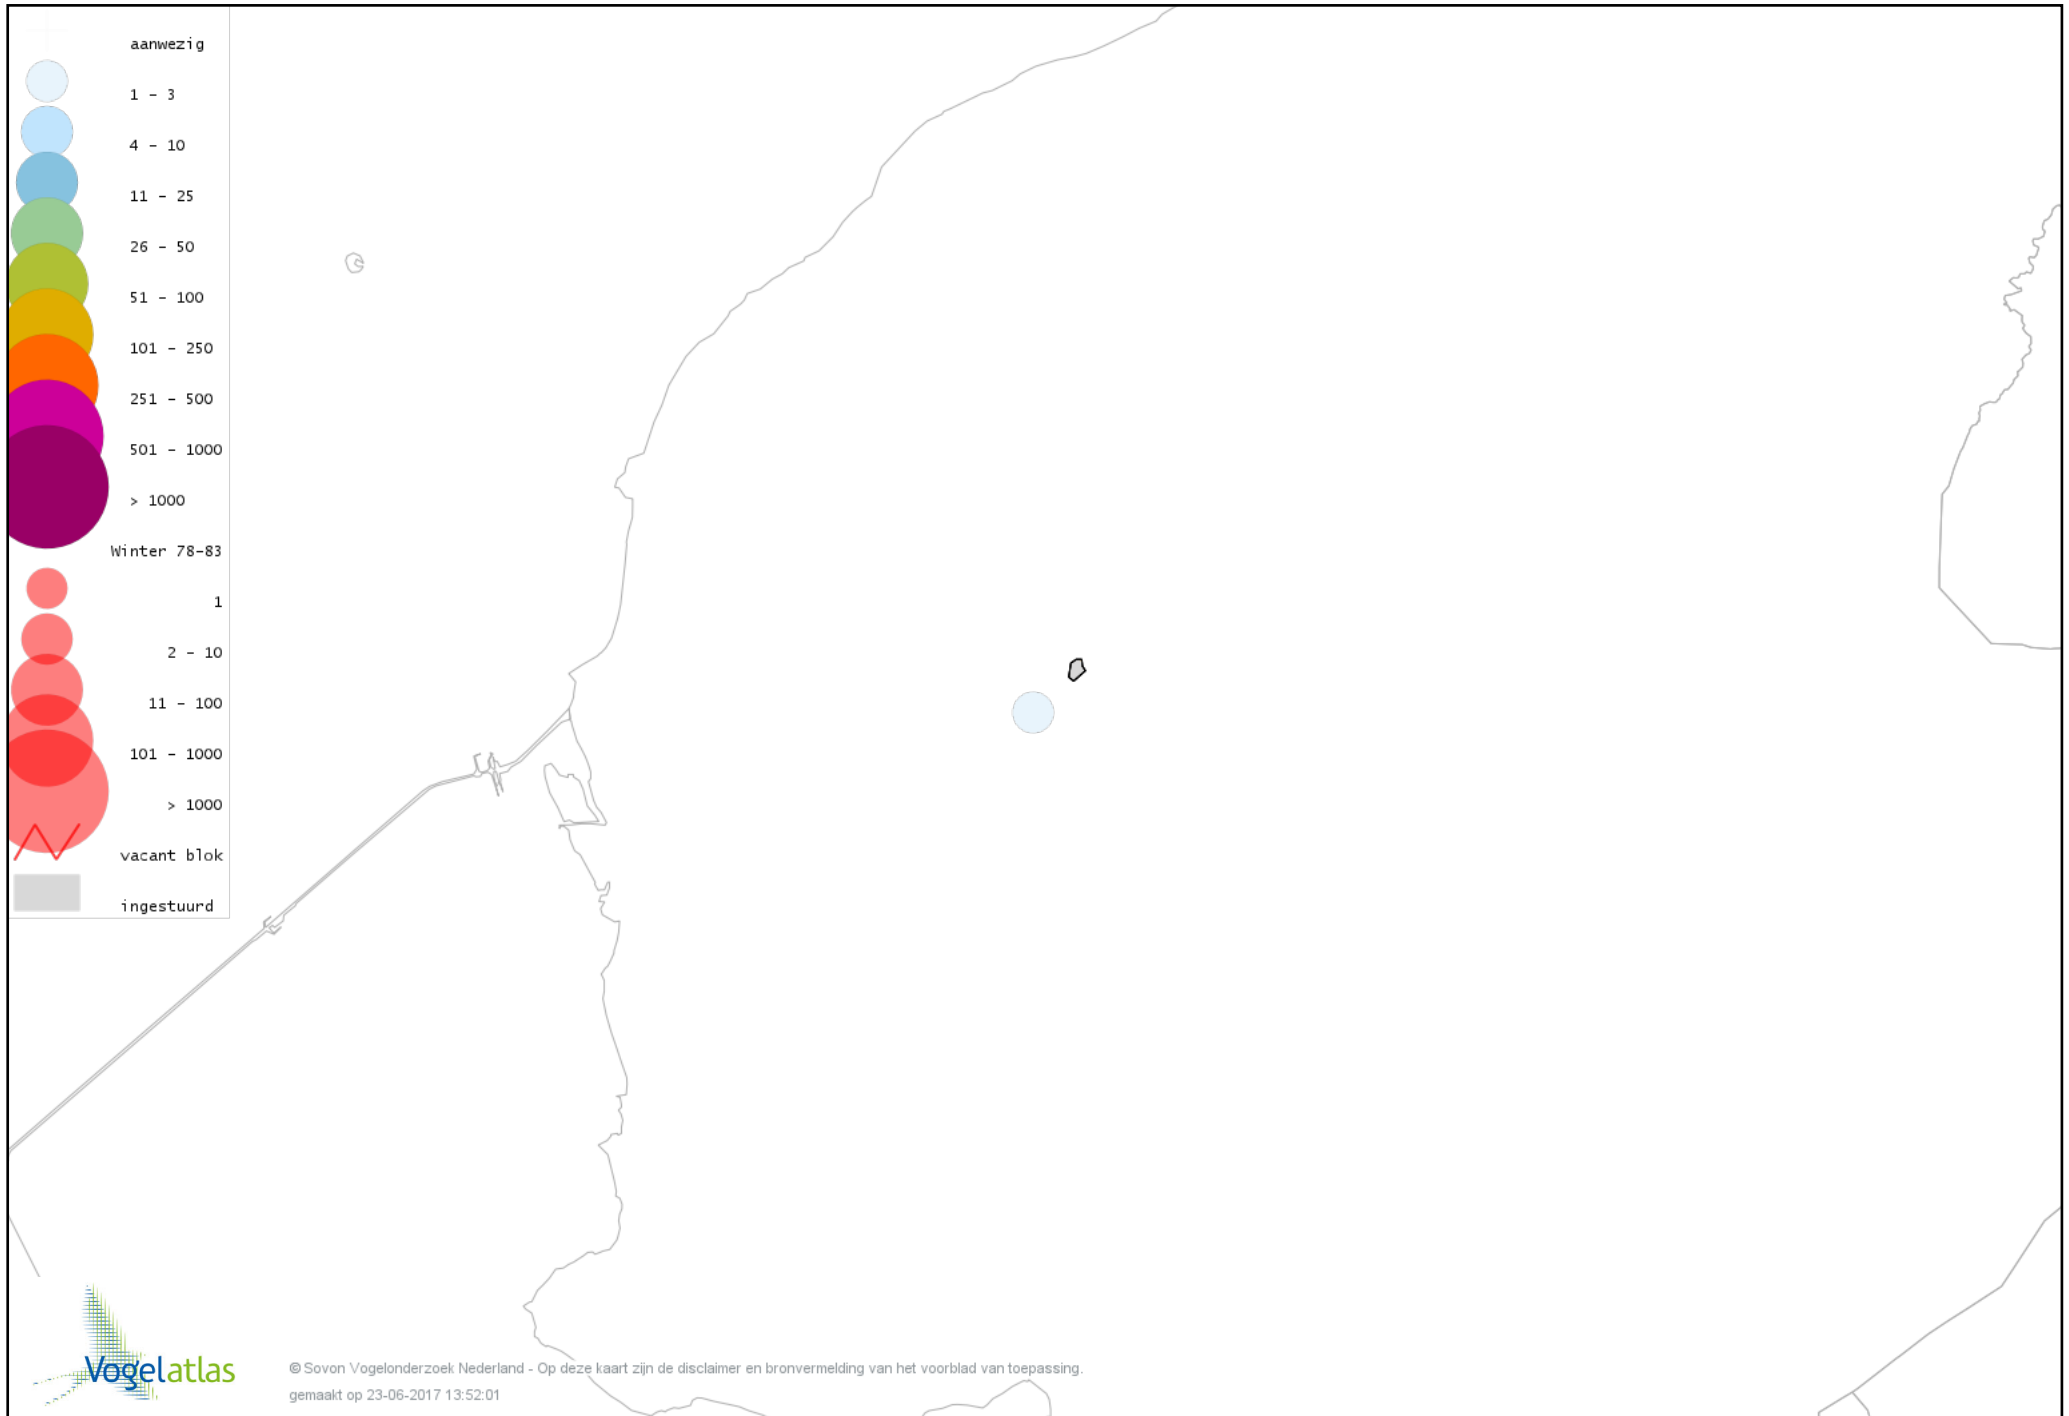 aanwezig
1 - 3
4 - 10
11 - 25
26 - 50
51 - 100
101 - 250
251 - 500
501 - 1000
> 1000
Winter 78-83
1
2 - 10
11 - 100
101 - 1000
> 1000
vacant blok
ingestuurd
Vogelatlas
© Sovon Vogelonderzoek Nederland - Op deze kaart zijn de disclaimer en bronvermelding van het voorblad van toepassing.
gemaakt op 23-06-2017 13:52:01